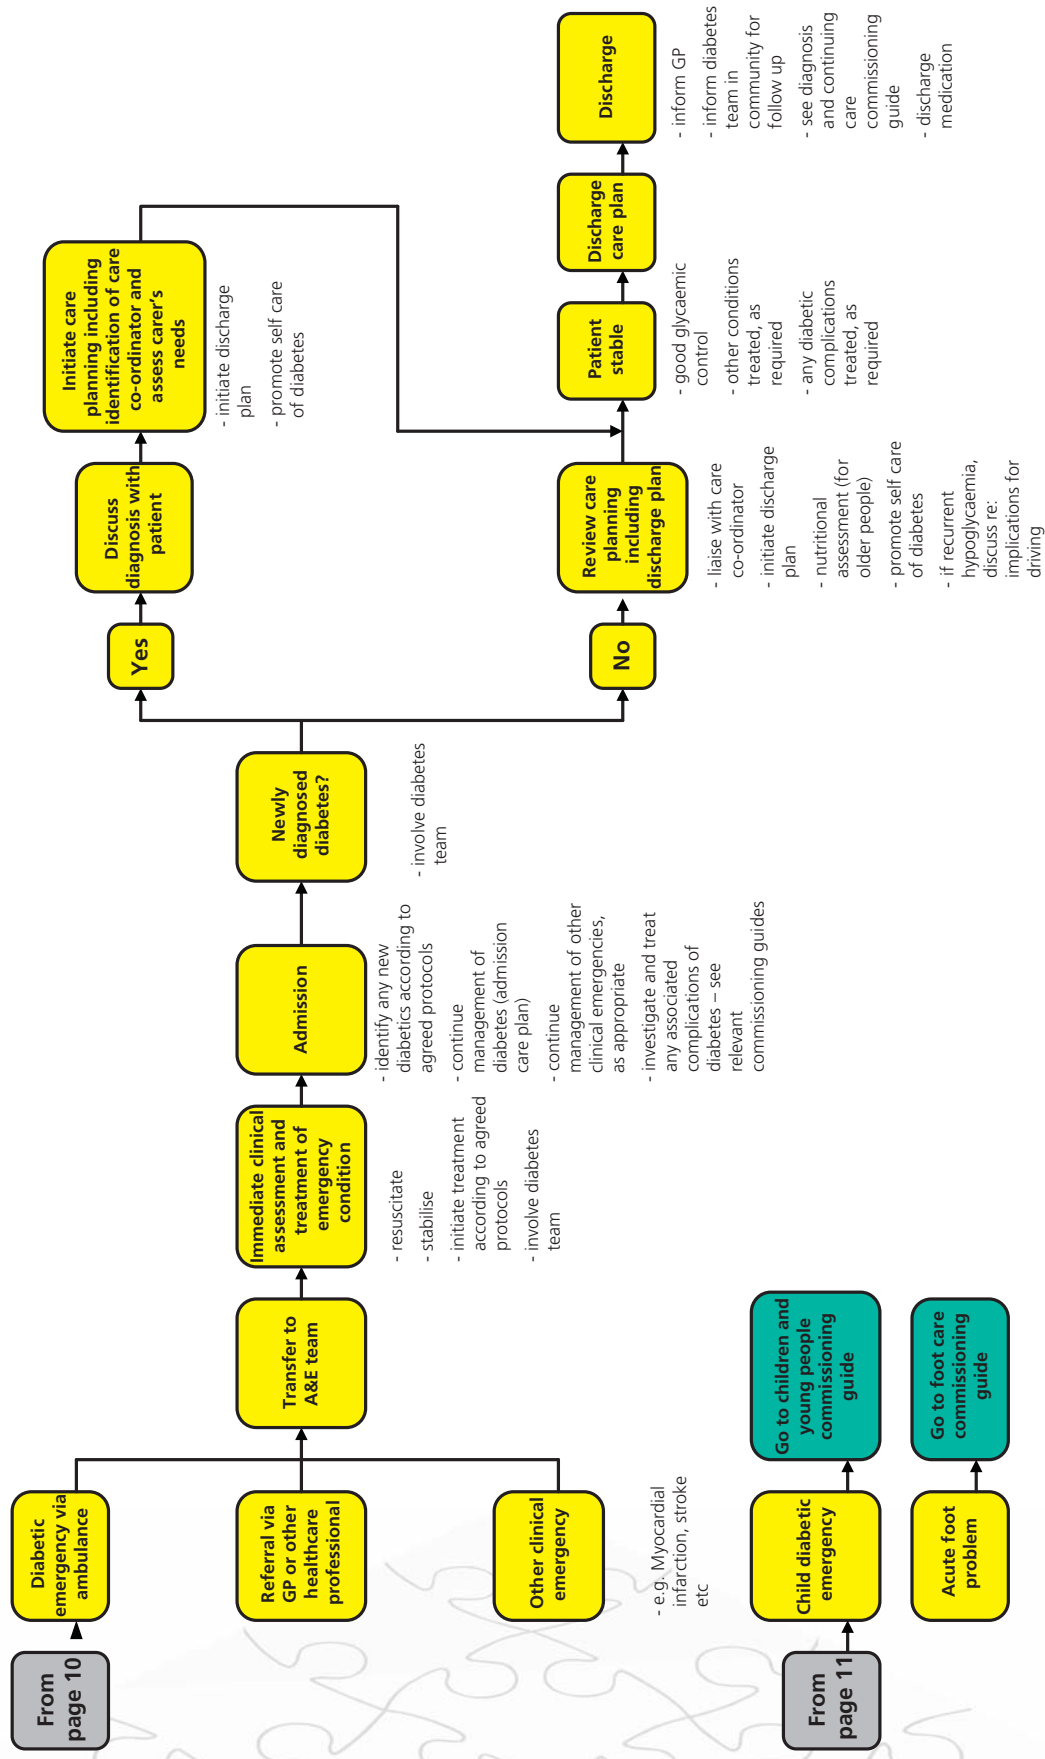 From
page 10
Diabetic
emergency via
ambulance
Referral via
GP or other
healthcare
professional
Other clinical
emergency
- e.g. Myocardial
infarction, stroke
etc
Transfer to
A&E team
Immediate clinical
assessment and
treatment of
emergency
condition
- resuscitate
- stabilise
- initiate treatment
according to agreed
protocols
- involve diabetes
team
Admission
- identify any new
diabetics according to
agreed protocols
- continue
management of
diabetes (admission
care plan)
- continue
management of other
clinical emergencies,
as appropriate
- investigate and treat
any associated
complications of
diabetes – see
relevant
commissioning guides
Newly
diagnosed
diabetes?
- involve diabetes
team
Yes
Discuss
diagnosis with
patient
Initiate care
planning including
identification of care
co-ordinator and
assess carer's
needs
- initiate discharge
plan
- promote self care
of diabetes
No
Review care
planning
including
discharge plan
- liaise with care
co-ordinator
- initiate discharge
plan
- nutritional
assessment (for
older people)
- promote self care
of diabetes
- if recurrent
hypoglycaemia,
discuss re:
implications for
driving
Patient
stable
- good glycaemic
control
- other conditions
treated, as
required
- any diabetic
complications
treated, as
required
Discharge
care plan
Discharge
- inform GP
- inform diabetes
team in
community for
follow up
- see diagnosis
and continuing
care
commissioning
guide
- discharge
medication
From
page 11
Child diabetic
emergency
Go to children and
young people
commissioning
guide
Acute foot
problem
Go to foot care
commissioning
guide